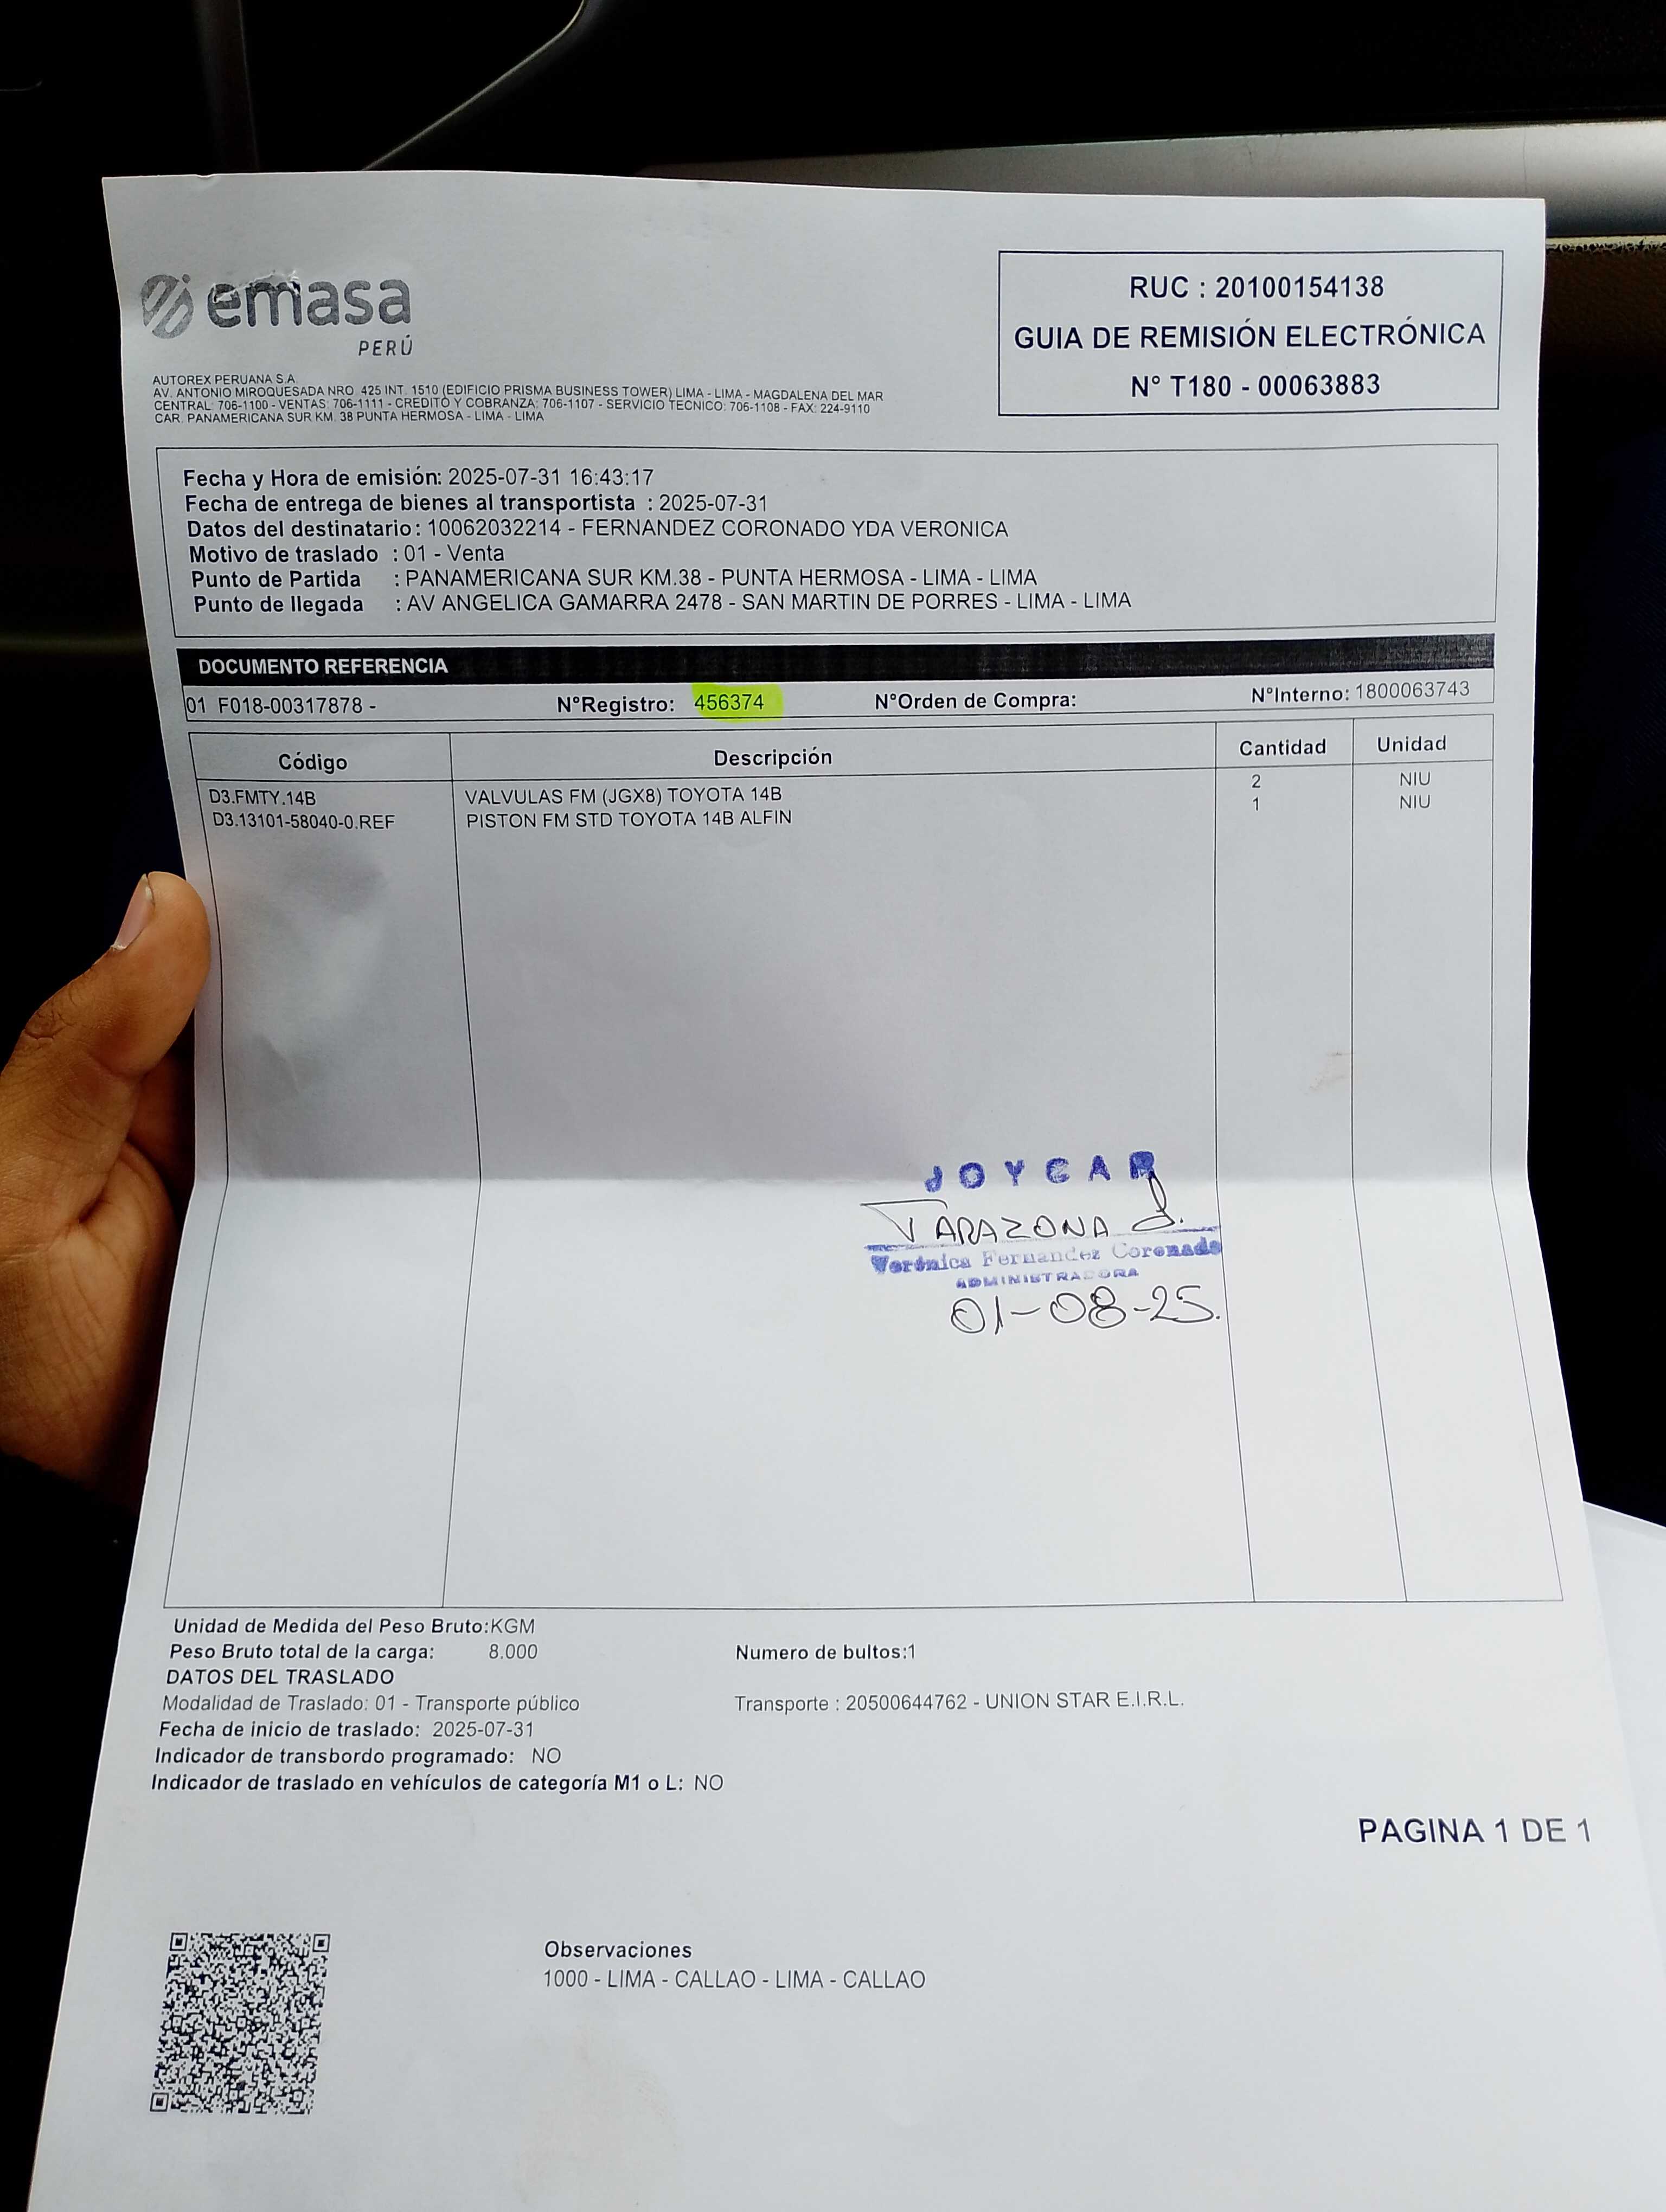 emasa
PERÚ
RUC : 20100154138
GUIA DE REMISIÓN ELECTRÓNICA
N° T180 - 00063883
AUTOREX PERUANA S.A.
AV. ANTONIO MIROQUESADA NRO. 425 INT. 1510 (EDIFICIO PRISMA BUSINESS TOWER) LIMA - LIMA - MAGDALENA DEL MAR
CENTRAL: 706-1100 - VENTAS: 706-1111 - CREDITO Y COBRANZA: 706-1107 - SERVICIO TECNICO: 706-1108 - FAX: 224-9110
CAR. PANAMERICANA SUR KM. 38 PUNTA HERMOSA - LIMA - LIMA
Fecha y Hora de emisión: 2025-07-31 16:43:17
Fecha de entrega de bienes al transportista : 2025-07-31
Datos del destinatario: 10062032214 - FERNANDEZ CORONADO YDA VERONICA
Motivo de traslado : 01 - Venta
Punto de Partida : PANAMERICANA SUR KM.38 - PUNTA HERMOSA - LIMA - LIMA
Punto de llegada : AV ANGELICA GAMARRA 2478 - SAN MARTIN DE PORRES - LIMA - LIMA
DOCUMENTO REFERENCIA
01 F018-00317878 - N°Registro: 456374 N°Orden de Compra: N°Interno: 1800063743
Código Descripción Cantidad Unidad
D3.FMTY.14B VALVULAS FM (JGX8) TOYOTA 14B 2 NIU
D3.13101-58040-0.REF PISTON FM STD TOYOTA 14B ALFIN 1 NIU
JOYCAR
TARAZONA J.
Verónica Fernandez Coronado
ADMINISTRADORA
01-08-25.
Unidad de Medida del Peso Bruto:KGM
Peso Bruto total de la carga: 8.000 Numero de bultos:1
DATOS DEL TRASLADO
Modalidad de Traslado: 01 - Transporte público Transporte : 20500644762 - UNION STAR E.I.R.L.
Fecha de inicio de traslado: 2025-07-31
Indicador de transbordo programado: NO
Indicador de traslado en vehículos de categoría M1 o L: NO
PAGINA 1 DE 1
Observaciones
1000 - LIMA - CALLAO - LIMA - CALLAO